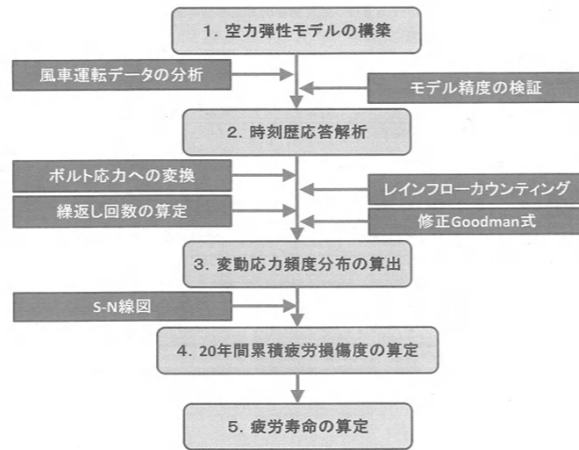 1. 空力弾性モデルの構築
風車運転データの分析
モデル精度の検証
2. 時刻歴応答解析
ボルト応力への変換
レインフローカウンティング
繰返し回数の算定
修正Goodman式
3. 変動応力頻度分布の算出
S-N線図
4. 20年間累積疲労損傷度の算定
5. 疲労寿命の算定